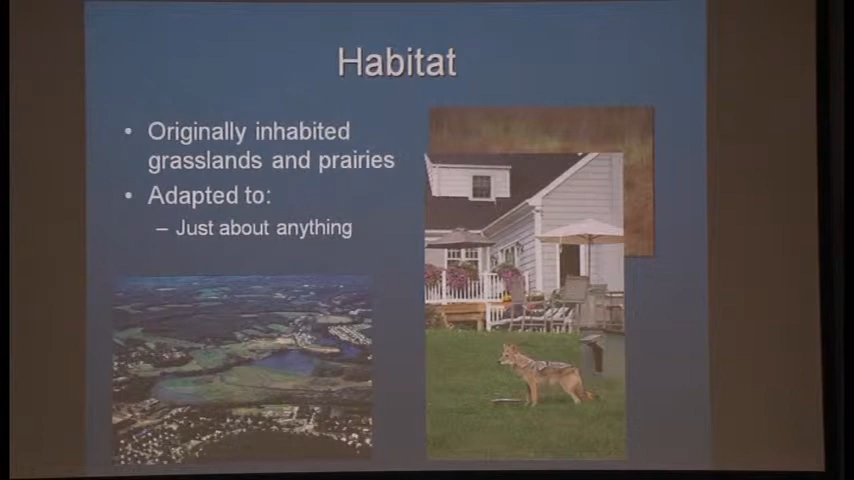 Habitat
• Originally inhabited
grasslands and prairies
• Adapted to:
– Just about anything